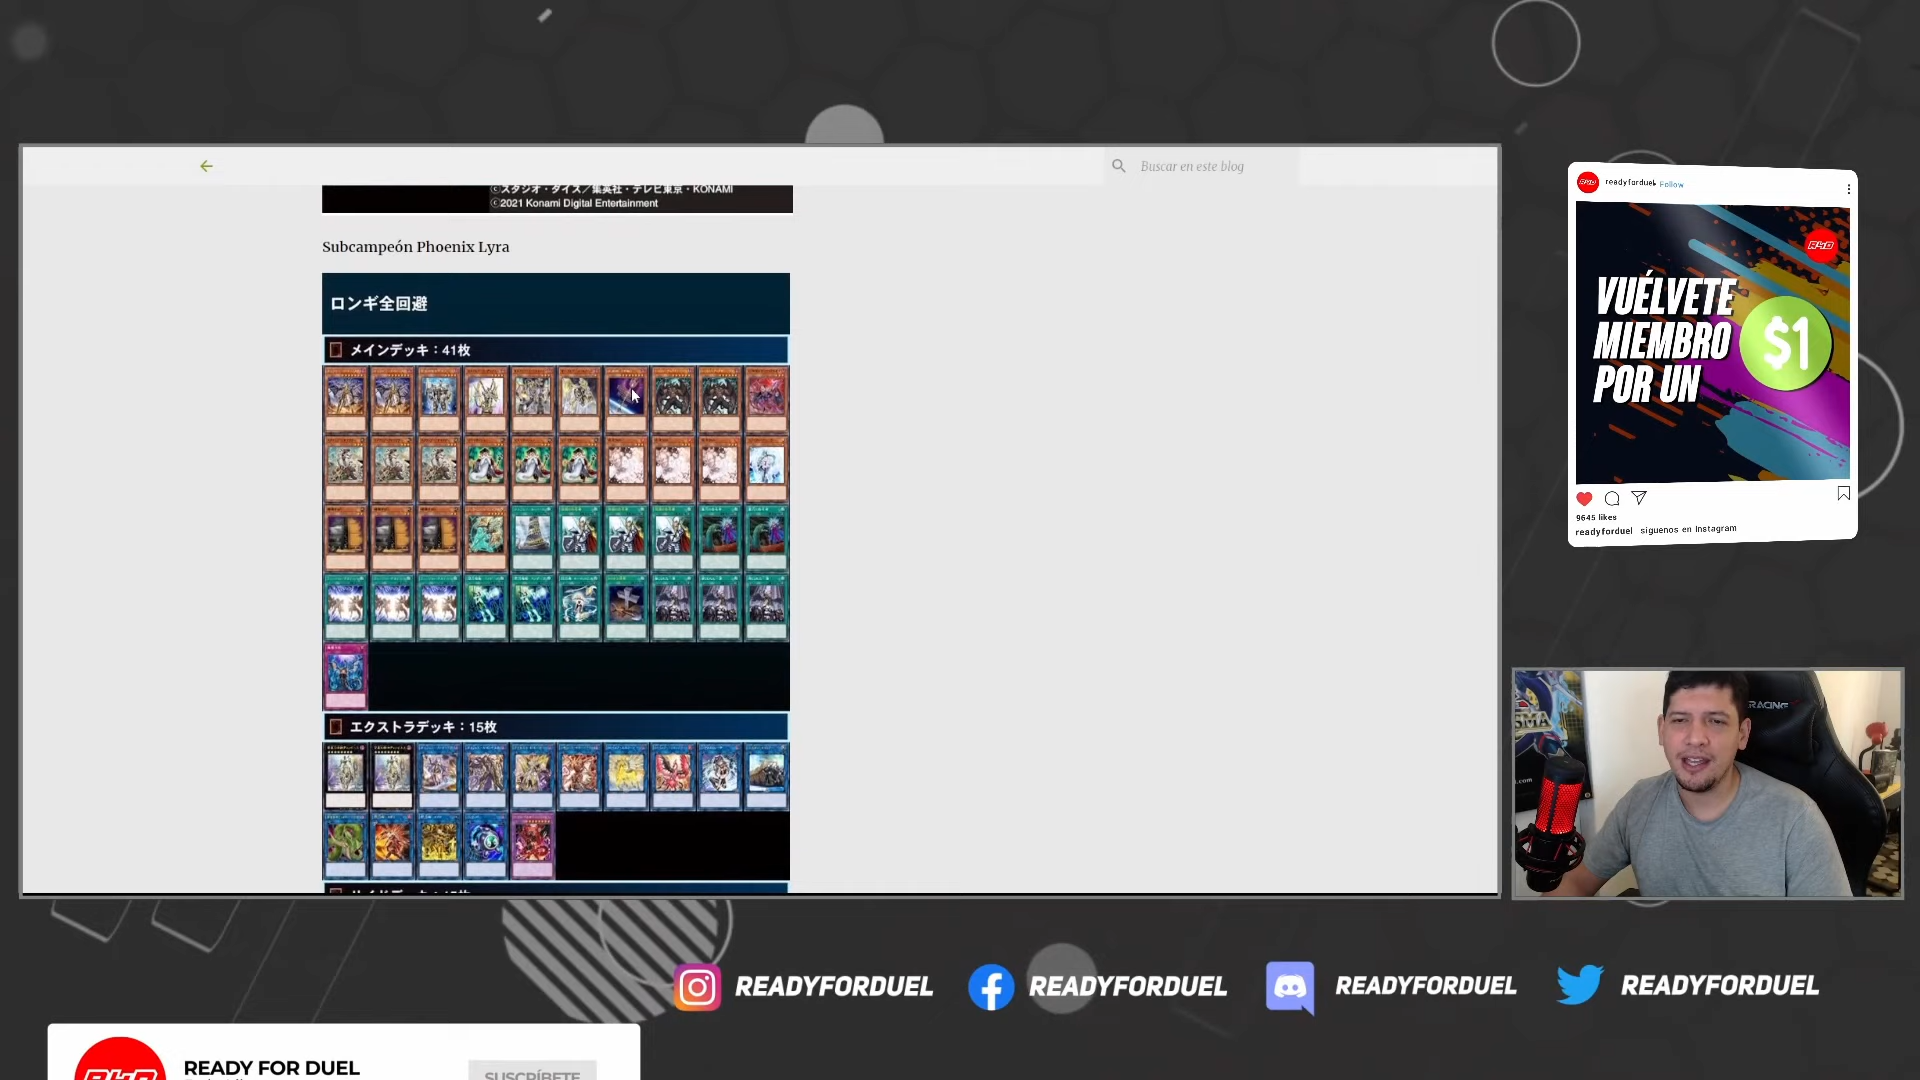 Buscar en este blog
©スタジオ・ダイス／集英社・テレビ東京・KONAMI
©2021 Konami Digital Entertainment
Subcampeón Phoenix Lyra
ロンギ全回避
メインデッキ：41枚
エクストラデッキ：15枚
readyforduel Follow
R4D
VUÉLVETE
MIEMBRO
POR UN
$1
9645 likes
readyforduel siguenos en Instagram
RACING
READYFORDUEL
READYFORDUEL
READYFORDUEL
READYFORDUEL
READY FOR DUEL
SUSCRÍBETE